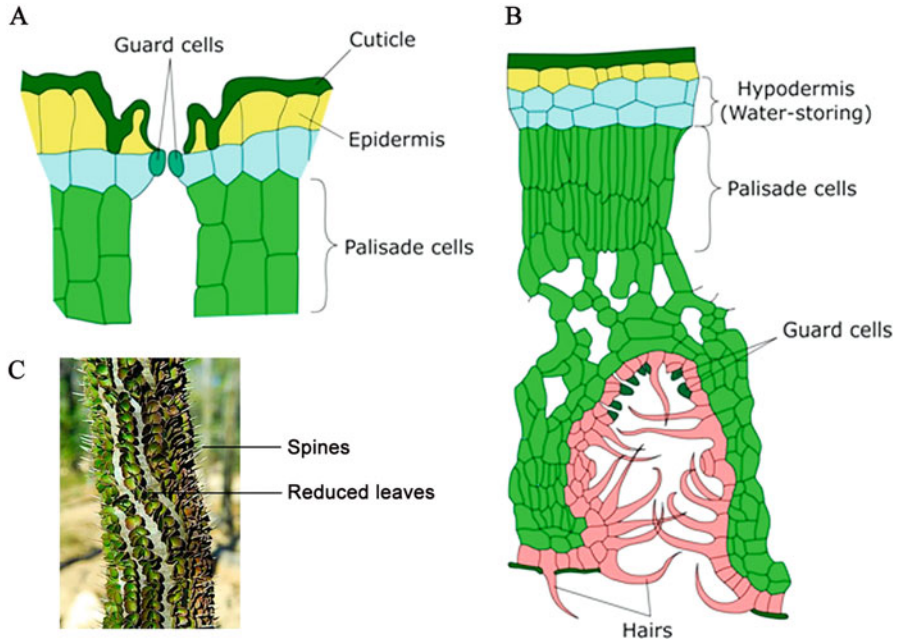 A
Guard cells
Cuticle
Epidermis
Palisade cells
B
Hypodermis
(Water-storing)
Palisade cells
Guard cells
Hairs
C
Spines
Reduced leaves